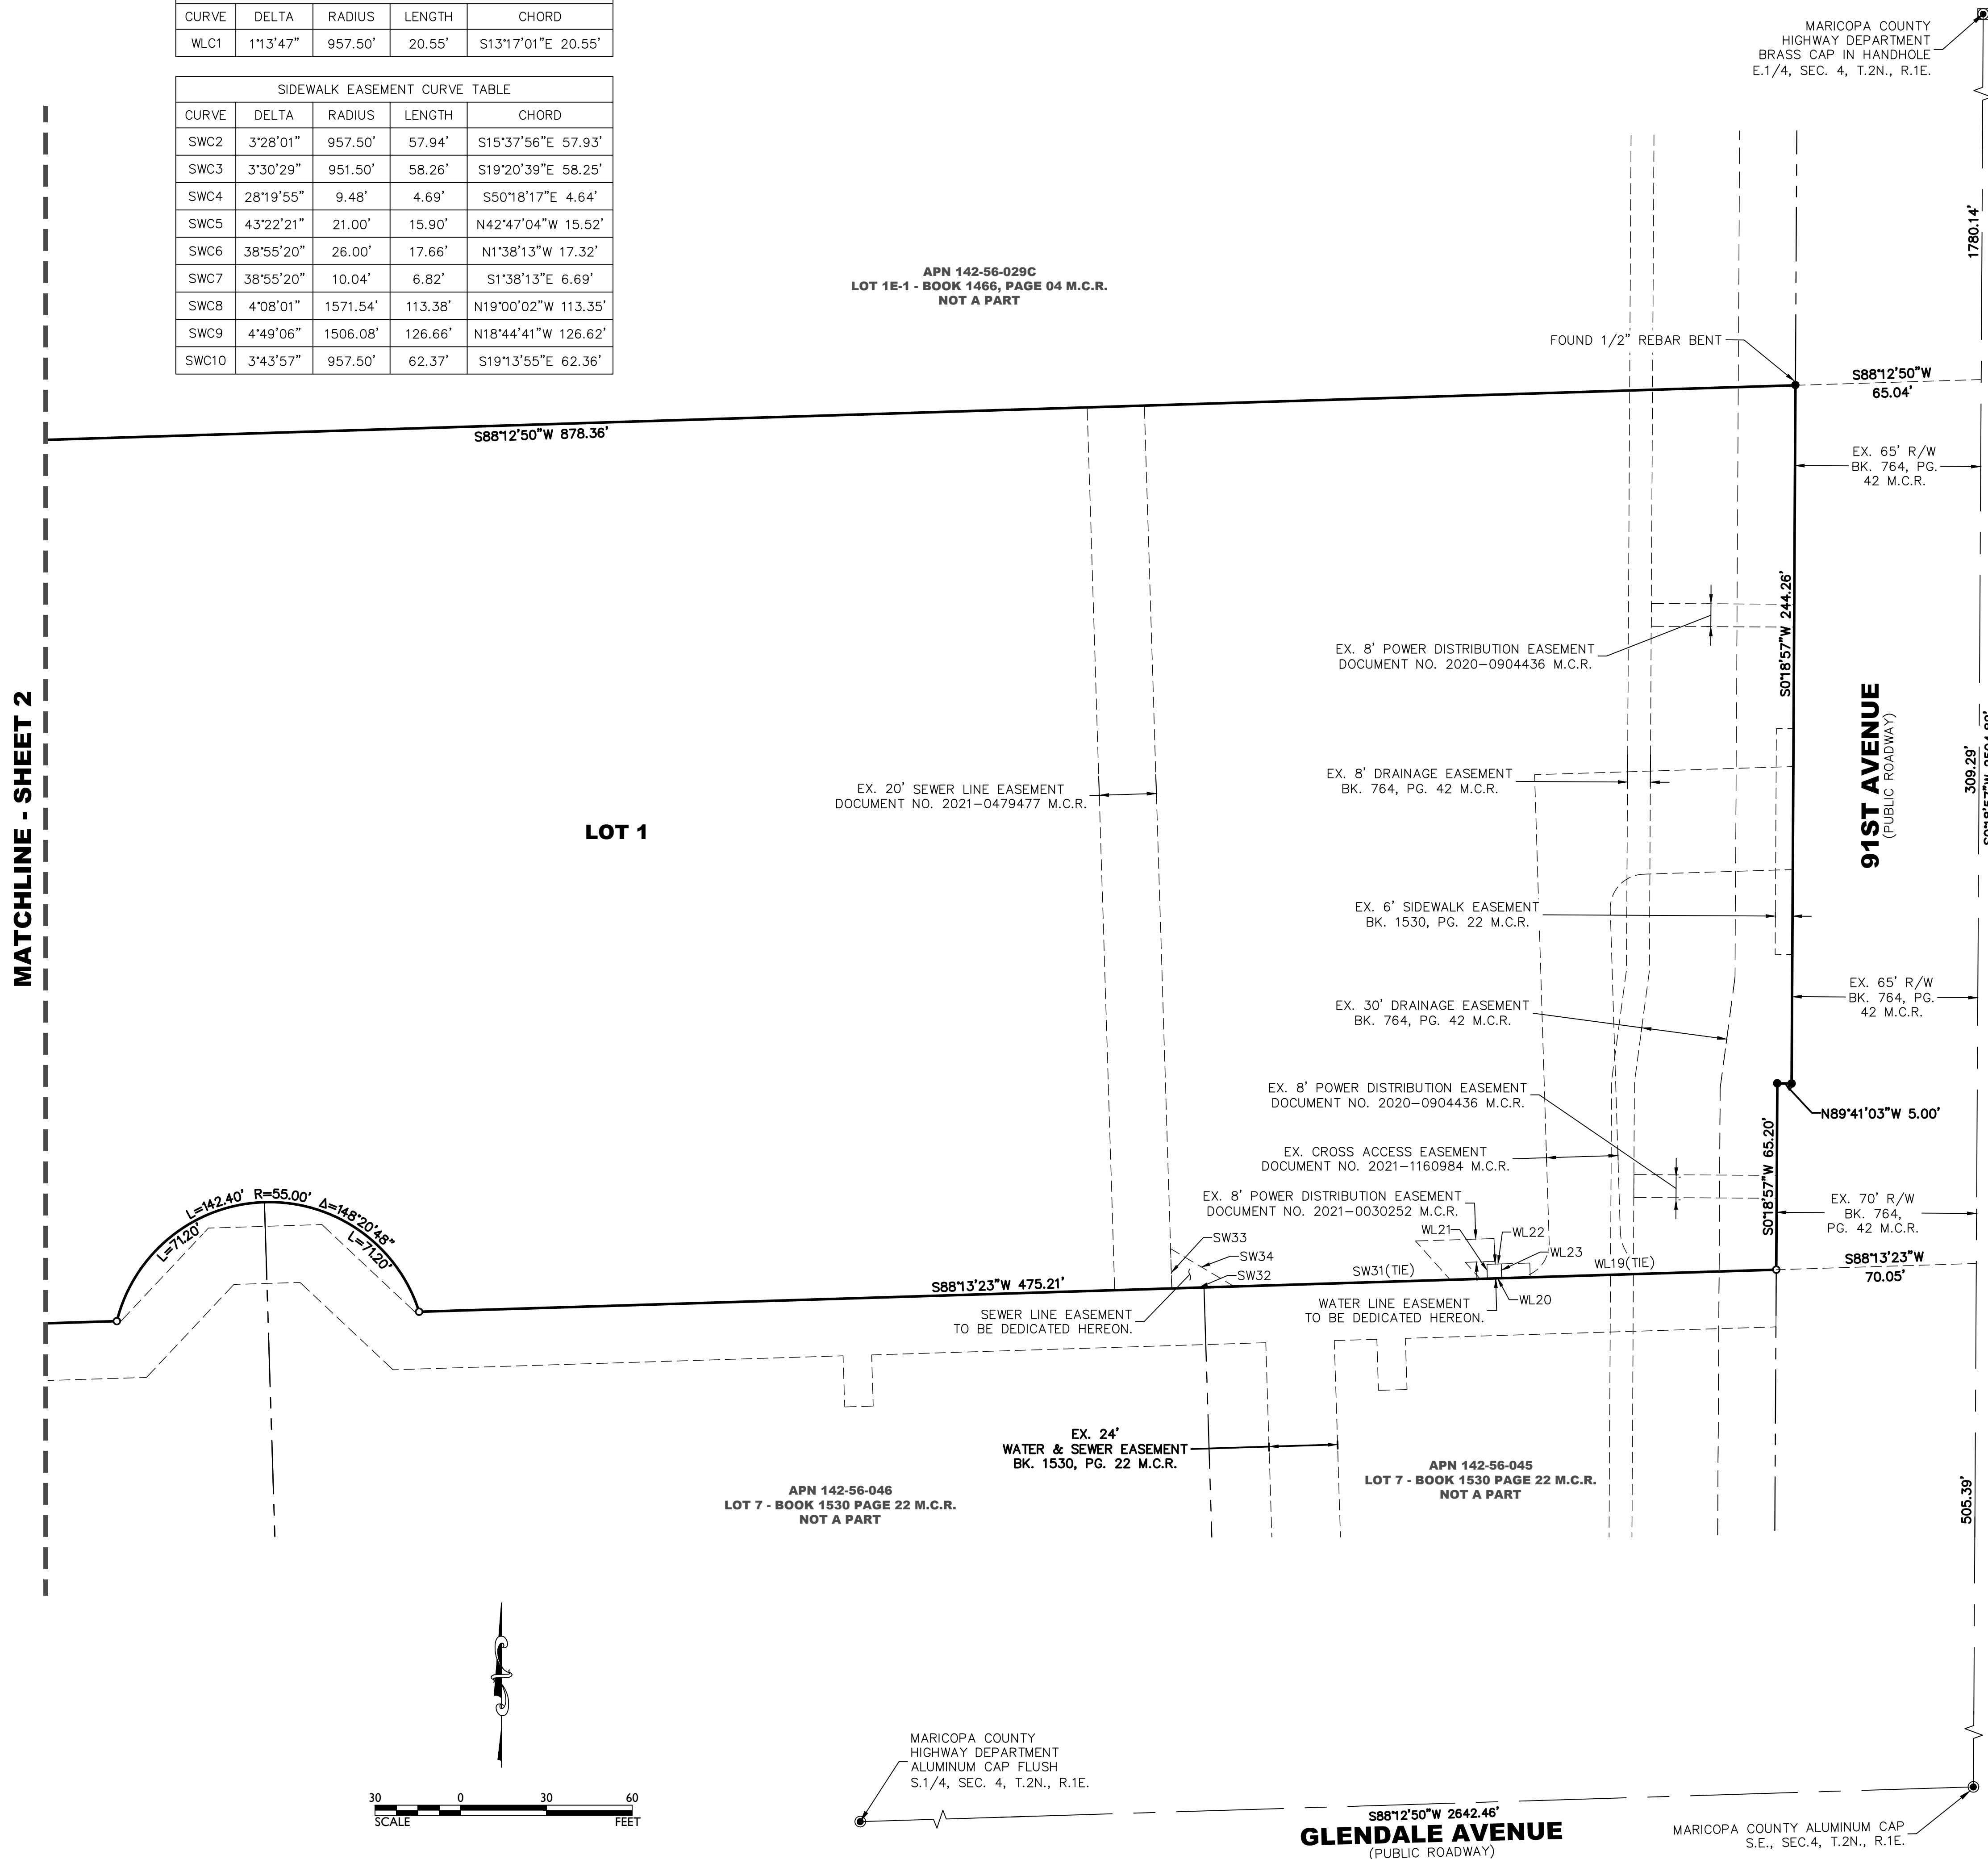 CURVE DELTA RADIUS LENGTH CHORD
WLC1 1°13'47" 957.50' 20.55' S13°17'01"E 20.55'
SIDEWALK EASEMENT CURVE TABLE
CURVE DELTA RADIUS LENGTH CHORD
SWC2 3°28'01" 957.50' 57.94' S15°37'56"E 57.93'
SWC3 3°30'29" 951.50' 58.26' S19°20'39"E 58.25'
SWC4 28°19'55" 9.48' 4.69' S50°18'17"E 4.64'
SWC5 43°22'21" 21.00' 15.90' N42°47'04"W 15.52'
SWC6 38°55'20" 26.00' 17.66' N1°38'13"W 17.32'
SWC7 38°55'20" 10.04' 6.82' S1°38'13"E 6.69'
SWC8 4°08'01" 1571.54' 113.38' N19°00'02"W 113.35'
SWC9 4°49'06" 1506.08' 126.66' N18°44'41"W 126.62'
SWC10 3°43'57" 957.50' 62.37' S19°13'55"E 62.36'
MARICOPA COUNTY
HIGHWAY DEPARTMENT
BRASS CAP IN HANDHOLE
E.1/4, SEC. 4, T.2N., R.1E.
1780.14'
APN 142-56-029C
LOT 1E-1 - BOOK 1466, PAGE 04 M.C.R.
NOT A PART
FOUND 1/2" REBAR BENT
S88°12'50"W
65.04'
S88°12'50"W 878.36'
EX. 65' R/W
BK. 764, PG.
42 M.C.R.
S0°18'57"W 244.26'
EX. 8' POWER DISTRIBUTION EASEMENT
DOCUMENT NO. 2020-0904436 M.C.R.
MATCHLINE - SHEET 2
91ST AVENUE
(PUBLIC ROADWAY)
309.29'
EX. 8' DRAINAGE EASEMENT
BK. 764, PG. 42 M.C.R.
EX. 20' SEWER LINE EASEMENT
DOCUMENT NO. 2021-0479477 M.C.R.
LOT 1
EX. 6' SIDEWALK EASEMENT
BK. 1530, PG. 22 M.C.R.
EX. 65' R/W
BK. 764, PG.
42 M.C.R.
EX. 30' DRAINAGE EASEMENT
BK. 764, PG. 42 M.C.R.
EX. 8' POWER DISTRIBUTION EASEMENT
DOCUMENT NO. 2020-0904436 M.C.R.
N89°41'03"W 5.00'
S0°18'57"W 65.20'
EX. CROSS ACCESS EASEMENT
DOCUMENT NO. 2021-1160984 M.C.R.
EX. 8' POWER DISTRIBUTION EASEMENT
DOCUMENT NO. 2021-0030252 M.C.R.
EX. 70' R/W
BK. 764,
PG. 42 M.C.R.
L=142.40' R=55.00' Δ=148°20'48"
L=71.20'
L=71.20'
SW33
SW34
SW32
WL21
WL22
WL23
SW31(TIE)
WL19(TIE)
WL20
S88°13'23"W
70.05'
S88°13'23"W 475.21'
SEWER LINE EASEMENT
TO BE DEDICATED HEREON.
WATER LINE EASEMENT
TO BE DEDICATED HEREON.
EX. 24'
WATER & SEWER EASEMENT
BK. 1530, PG. 22 M.C.R.
APN 142-56-046
LOT 7 - BOOK 1530 PAGE 22 M.C.R.
NOT A PART
APN 142-56-045
LOT 7 - BOOK 1530 PAGE 22 M.C.R.
NOT A PART
505.39'
30 0 30 60
SCALE FEET
MARICOPA COUNTY
HIGHWAY DEPARTMENT
ALUMINUM CAP FLUSH
S.1/4, SEC. 4, T.2N., R.1E.
S88°12'50"W 2642.46'
GLENDALE AVENUE
(PUBLIC ROADWAY)
MARICOPA COUNTY ALUMINUM CAP
S.E., SEC.4, T.2N., R.1E.